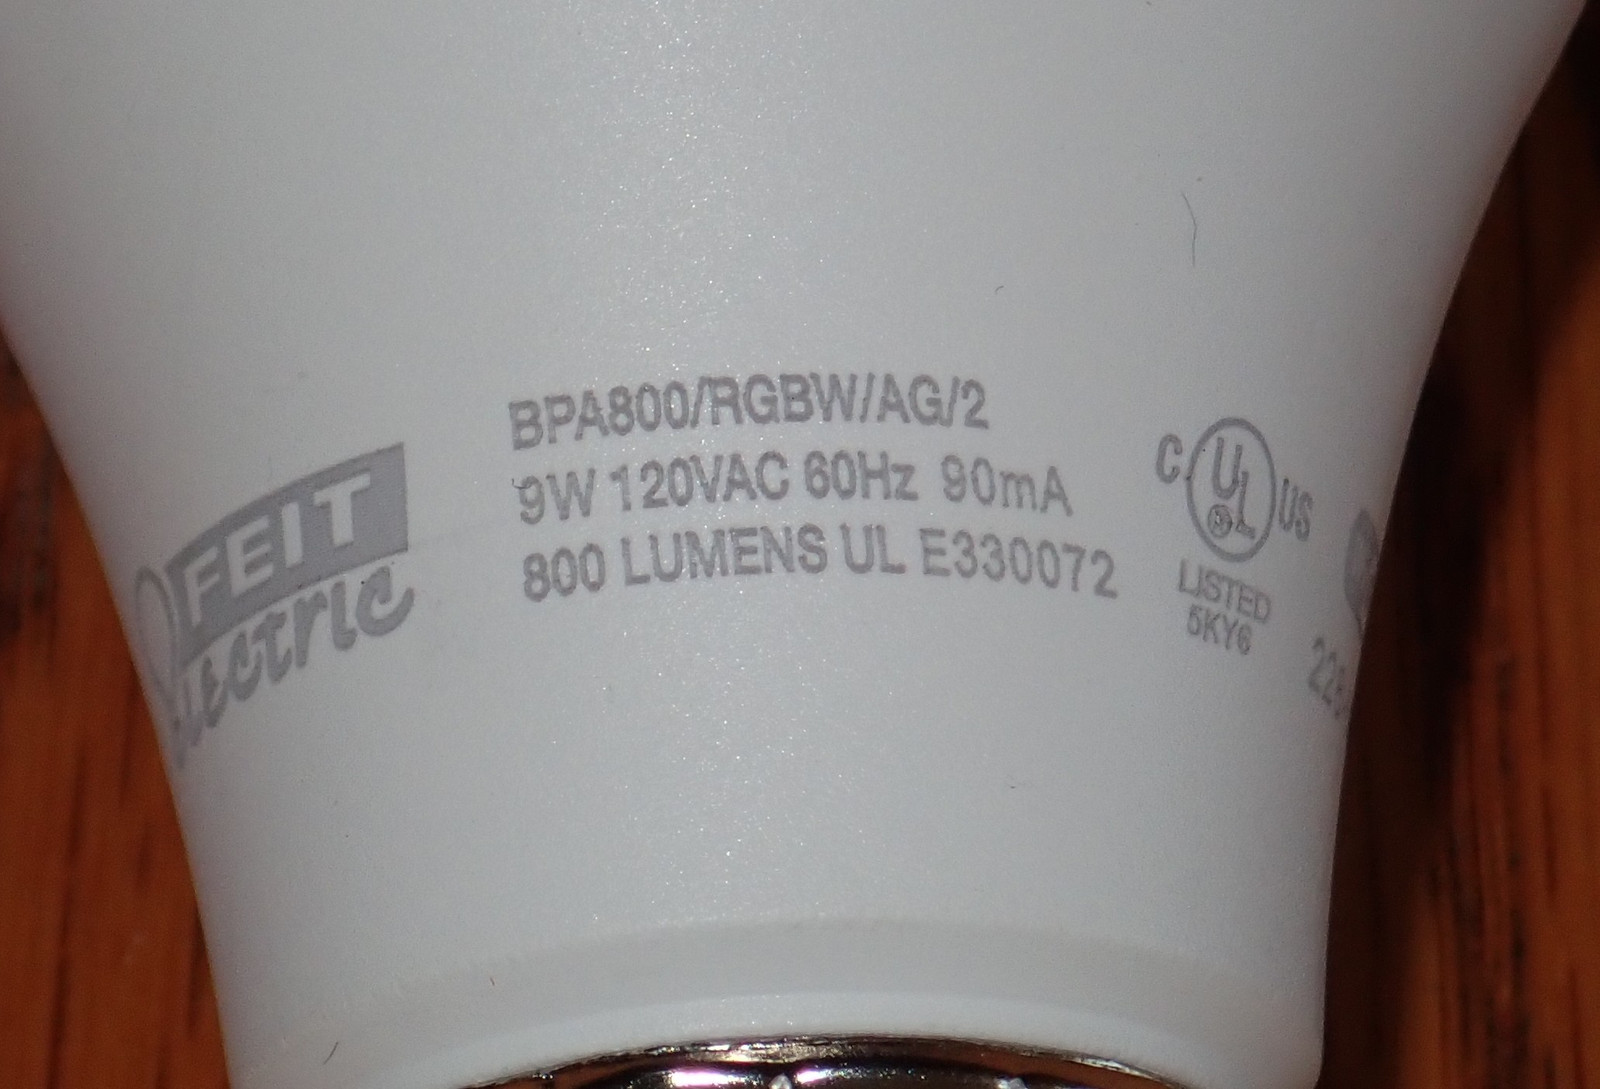 FEIT
electric
BPA800/RGBW/AG/2
9W 120VAC 60Hz 90mA
800 LUMENS UL E330072
C UL US
LISTED
5KY6